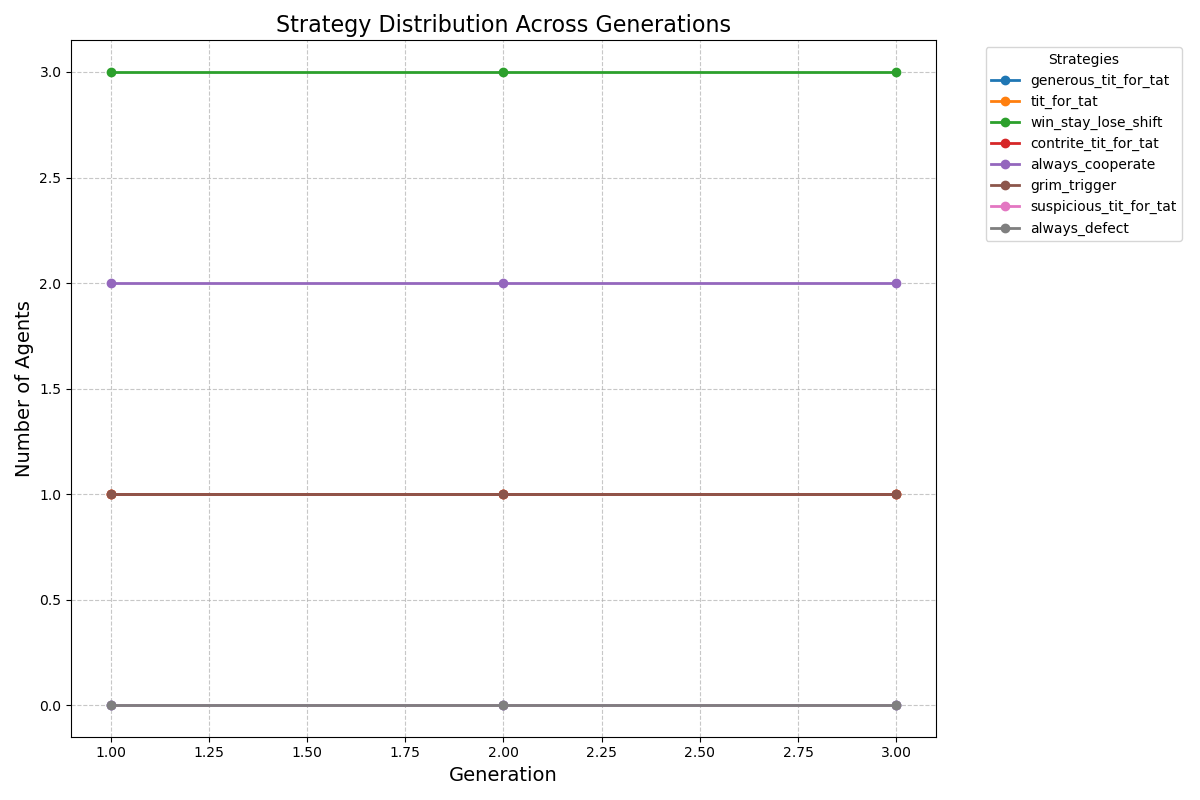 Strategy Distribution Across Generations
Number of Agents
3.0
2.5
2.0
1.5
1.0
0.5
0.0
1.00 1.25 1.50 1.75 2.00 2.25 2.50 2.75 3.00
Generation
Strategies
generous_tit_for_tat
tit_for_tat
win_stay_lose_shift
contrite_tit_for_tat
always_cooperate
grim_trigger
suspicious_tit_for_tat
always_defect